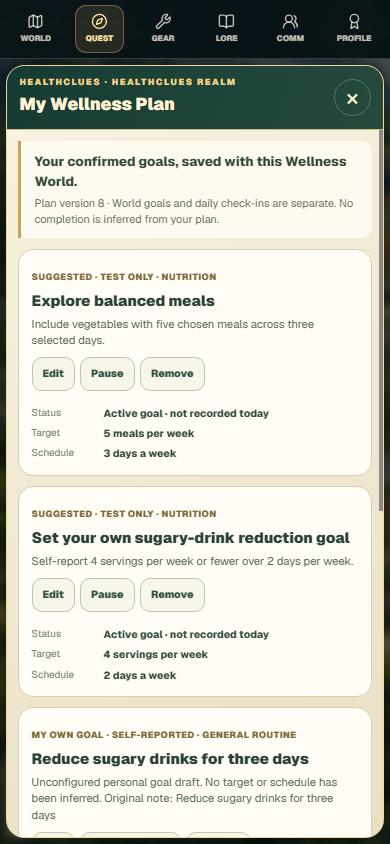 WORLD
QUEST
GEAR
LORE
COMM
PROFILE
HEALTHCLUES · HEALTHCLUES REALM
My Wellness Plan
×
Your confirmed goals, saved with this Wellness
World.
Plan version 8 · World goals and daily check-ins are separate. No
completion is inferred from your plan.
SUGGESTED · TEST ONLY · NUTRITION
Explore balanced meals
Include vegetables with five chosen meals across three
selected days.
Edit
Pause
Remove
Status
Active goal · not recorded today
Target
5 meals per week
Schedule
3 days a week
SUGGESTED · TEST ONLY · NUTRITION
Set your own sugary-drink reduction goal
Self-report 4 servings per week or fewer over 2 days per week.
Edit
Pause
Remove
Status
Active goal · not recorded today
Target
4 servings per week
Schedule
2 days a week
MY OWN GOAL · SELF-REPORTED · GENERAL ROUTINE
Reduce sugary drinks for three days
Unconfigured personal goal draft. No target or schedule has
been inferred. Original note: Reduce sugary drinks for three
days